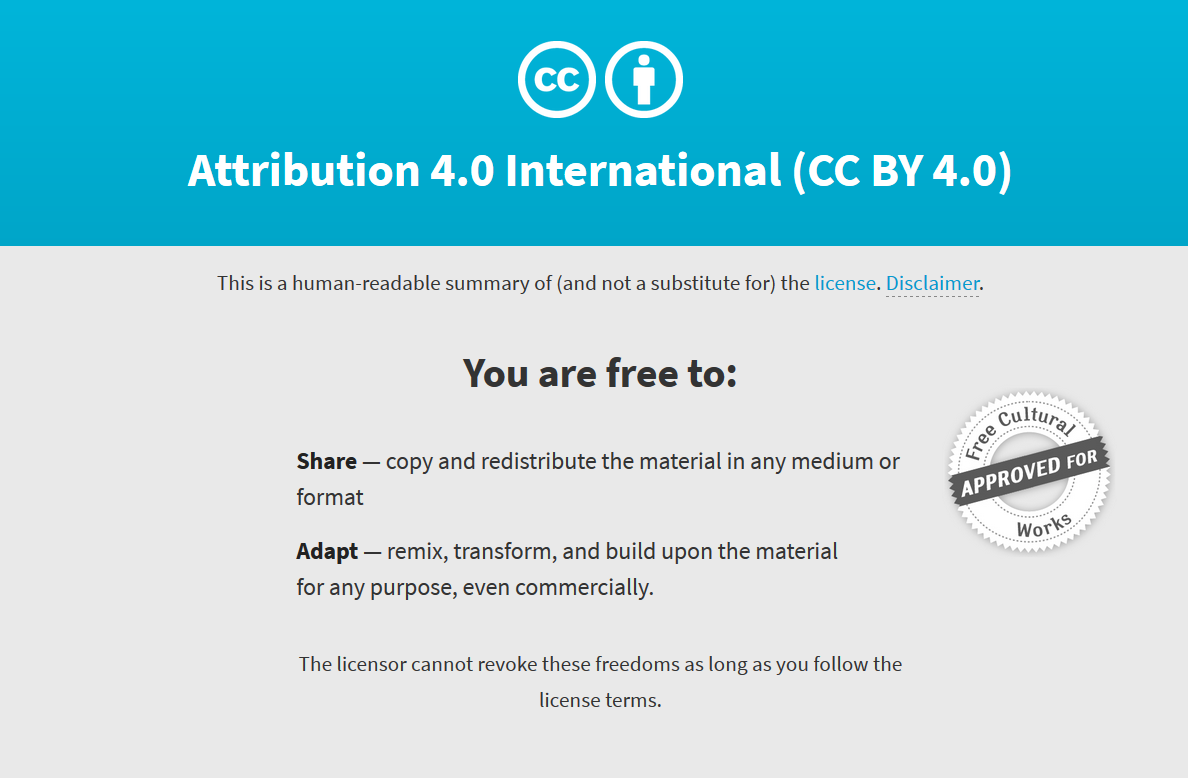 cc
Attribution 4.0 International (CC BY 4.0)
This is a human-readable summary of (and not a substitute for) the license. Disclaimer.
You are free to:
Share — copy and redistribute the material in any medium or
format
Adapt — remix, transform, and build upon the material
for any purpose, even commercially.
Free Cultural
APPROVED FOR
Works
The licensor cannot revoke these freedoms as long as you follow the
license terms.